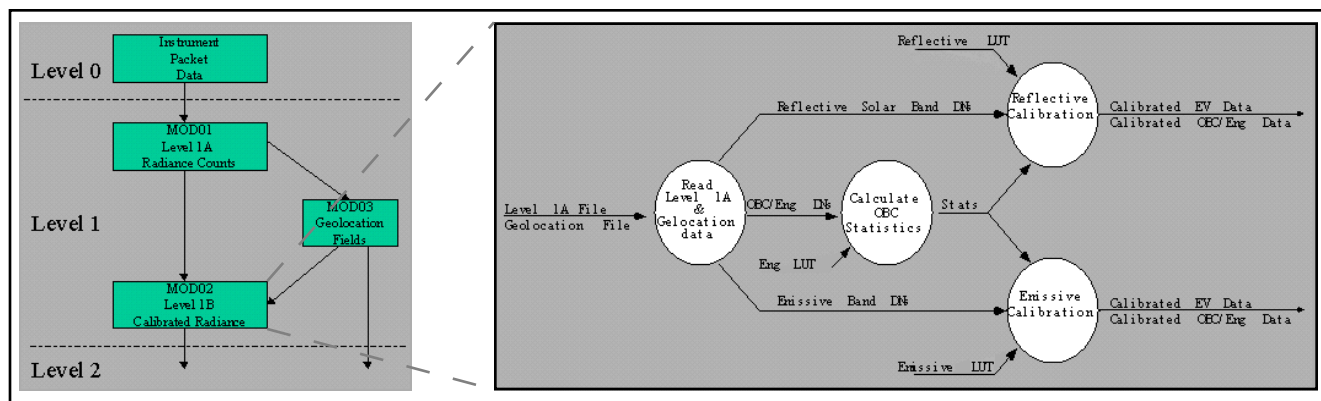 Level 0
Instrument
Packet
Data
Level 1
MOD01
Level 1A
Radiance Counts
MOD03
Geolocation
Fields
MOD02
Level 1B
Calibrated Radiance
Level 2
Level 1A File
Geolocation File
Read
Level 1A
&
Gelocation
data
Reflective Solar Band DNs
OBC/Eng DNs
Eng LUT
Emissive Band DNs
Calculate
OBC
Statistics
Stats
Reflective LUT
Reflective
Calibration
Calibrated EV Data
Calibrated OBC/Eng Data
Emissive
Calibration
Emissive LUT
Calibrated EV Data
Calibrated OBC/Eng Data